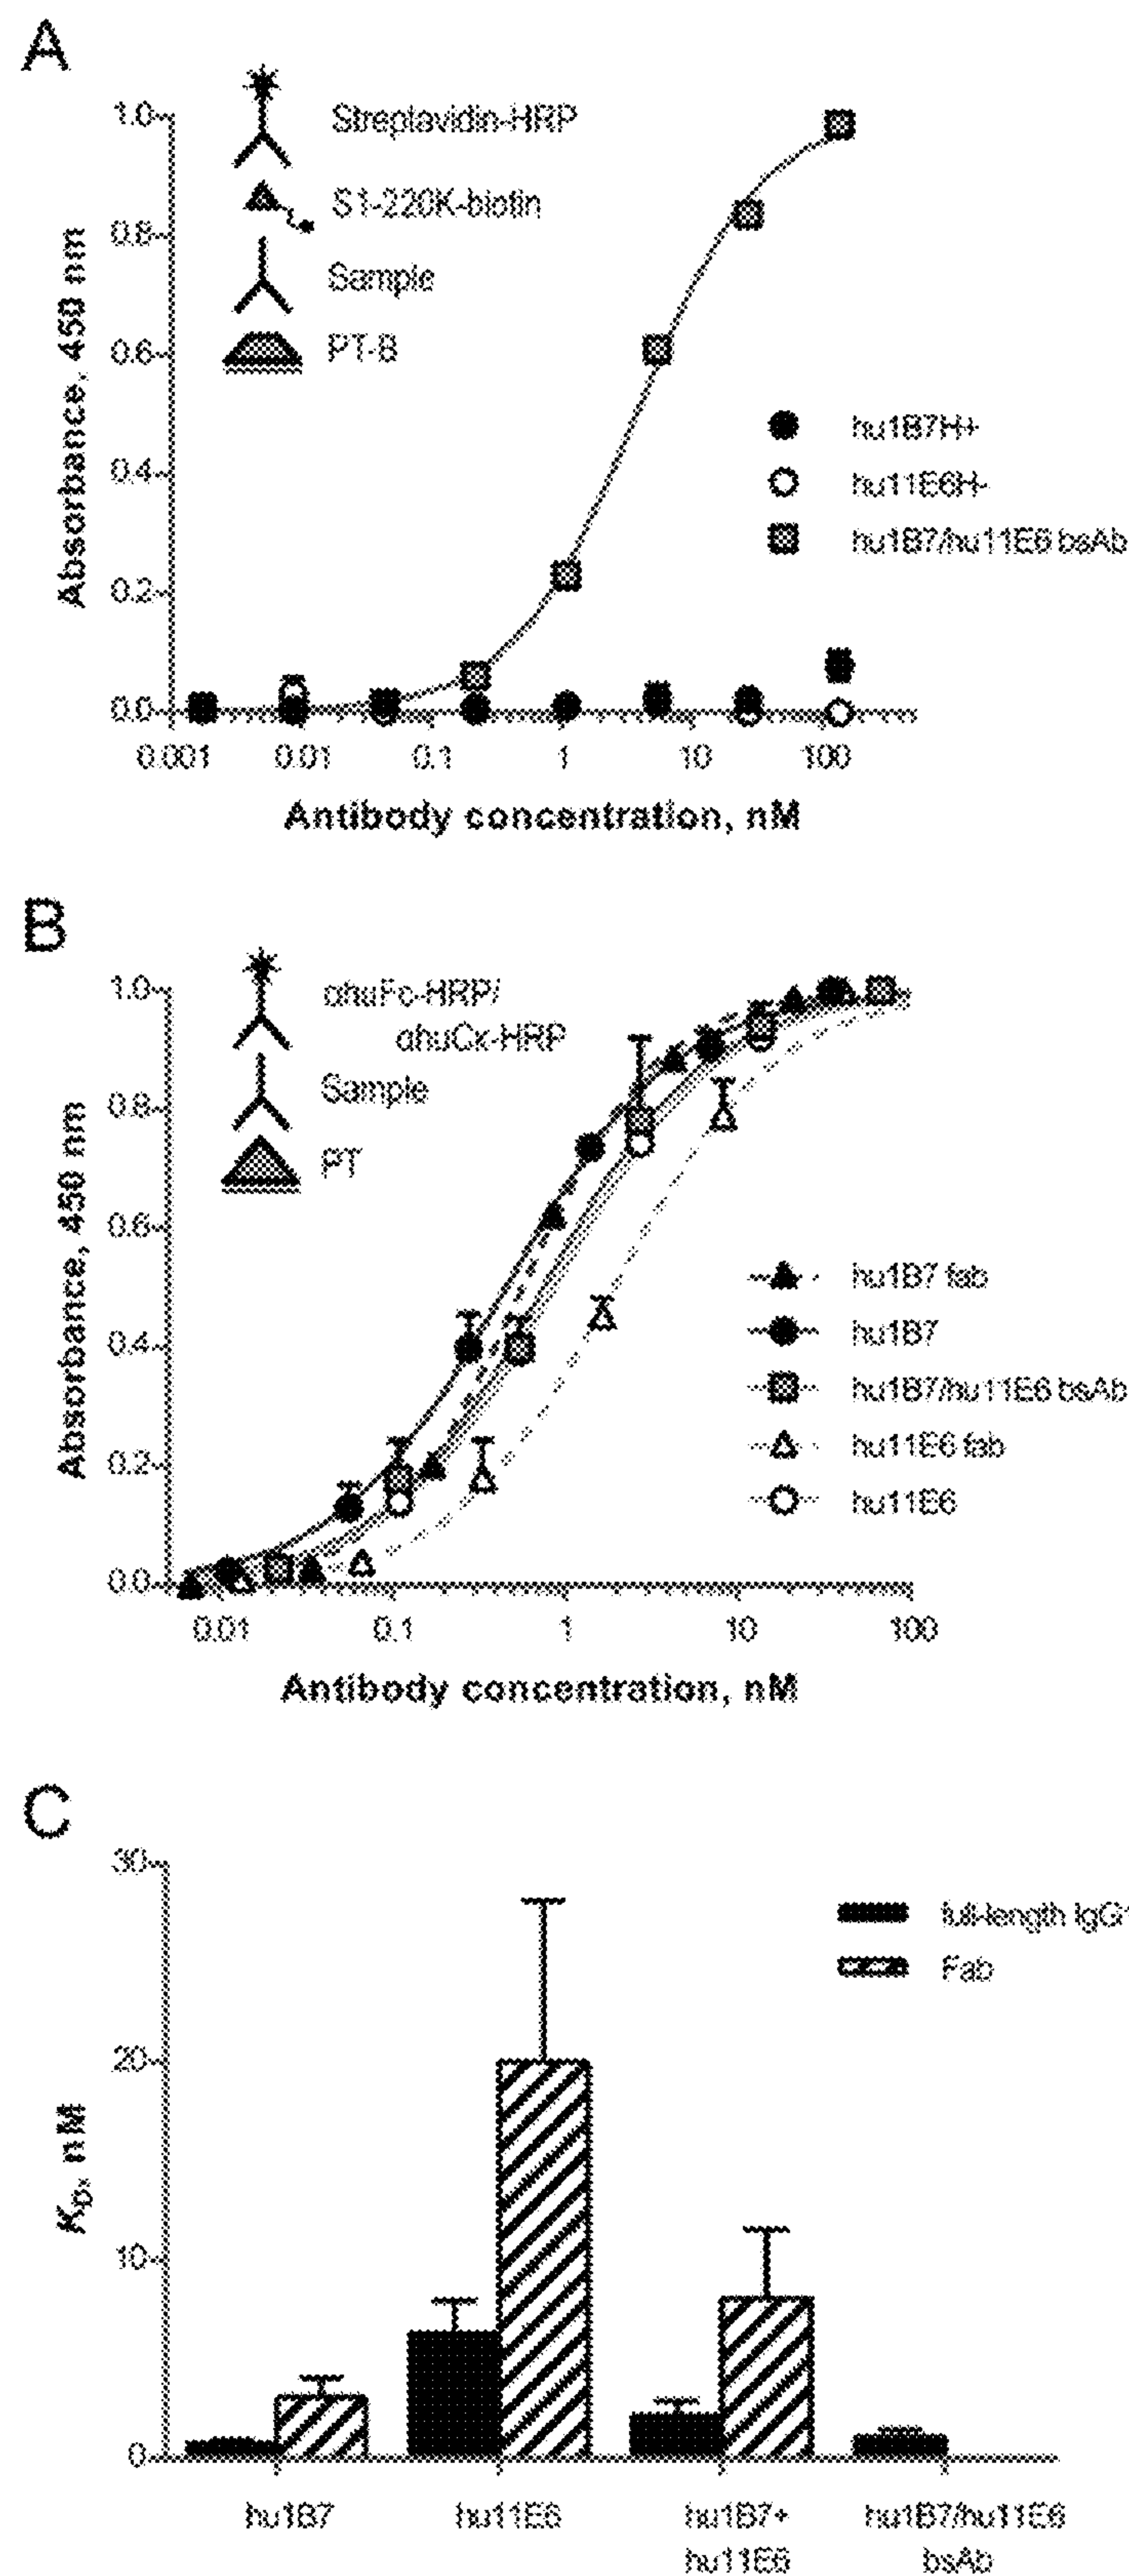 A
1.0
0.8
0.6
0.4
0.2
0.0
Absorbance, 450 nm
Streptavidin-HRP
S1-220K-biotin
Sample
PT-B
hu1B7H+
hu11E6H-
hu1B7/hu11E6 bsAb
0.001 0.01 0.1 1 10 100
Antibody concentration, nM
B
1.0
0.8
0.6
0.4
0.2
0.0
Absorbance, 450 nm
αhuFc-HRP/
αhuCκ-HRP
Sample
PT
hu1B7 fab
hu1B7
hu1B7/hu11E6 bsAb
hu11E6 fab
hu11E6
0.01 0.1 1 10 100
Antibody concentration, nM
C
30
20
10
0
KD, nM
full-length IgG
Fab
hu1B7 hu11E6 hu1B7+ hu1B7/hu11E6
hu11E6 bsAb